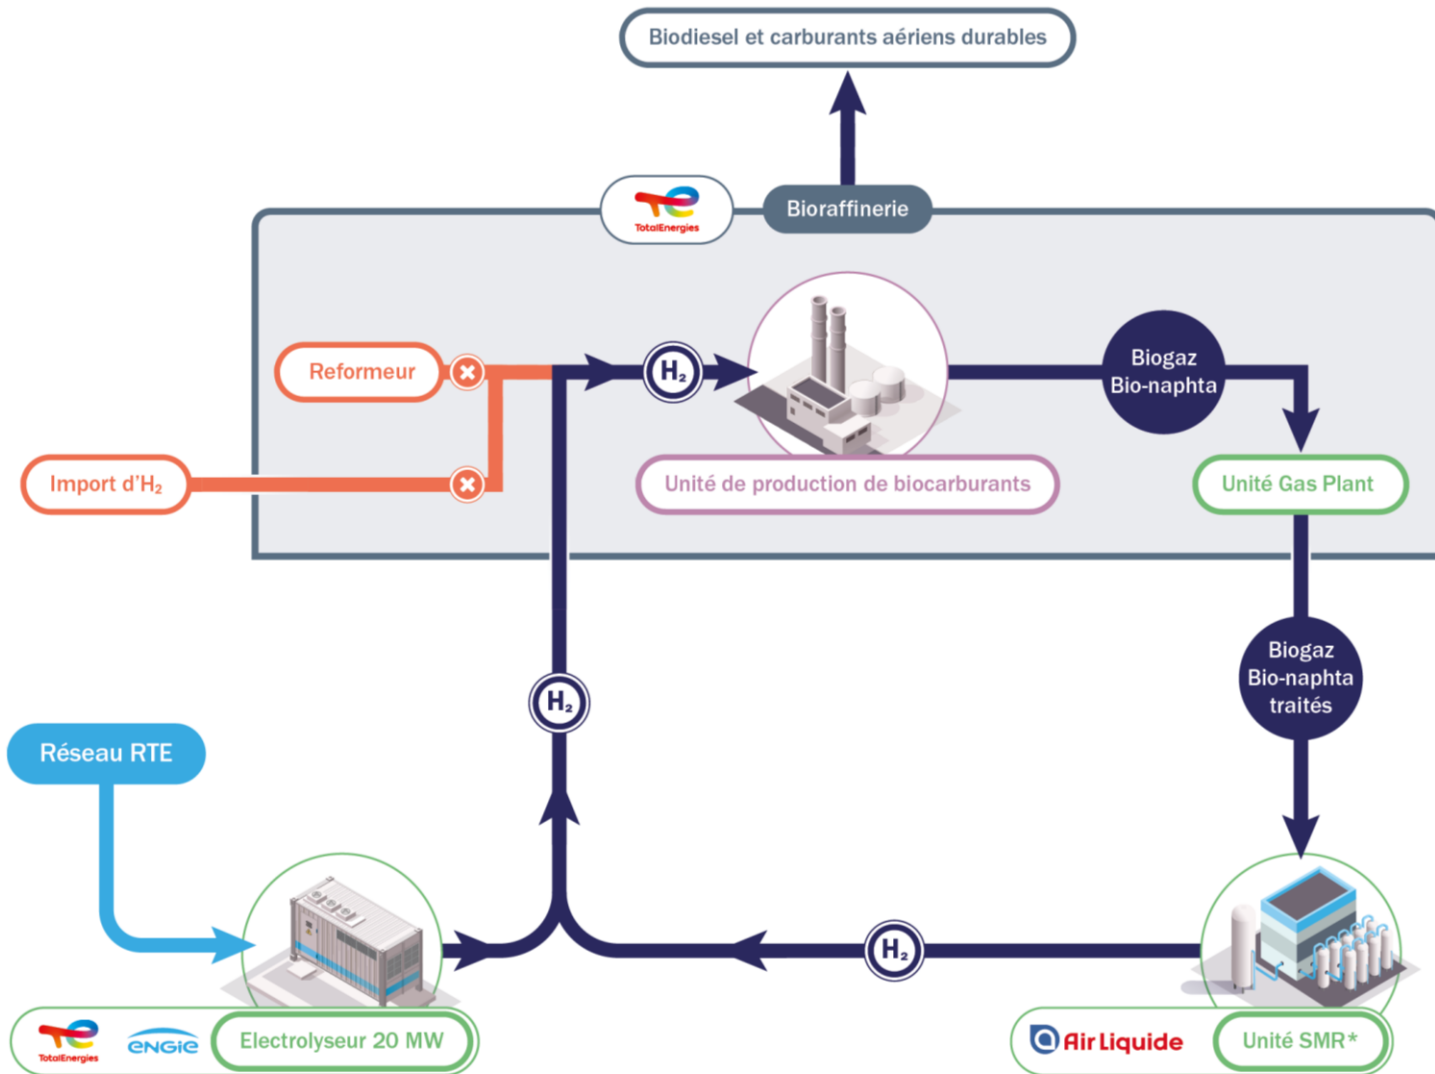 Biodiesel et carburants aériens durables
TotalEnergies
Bioraffinerie
Reformeur
H₂
Biogaz
Bio-naphta
Import d'H₂
Unité de production de biocarburants
Unité Gas Plant
Biogaz
Bio-naphta
traités
H₂
Réseau RTE
H₂
TotalEnergies
ENGIE
Electrolyseur 20 MW
Air Liquide
Unité SMR*